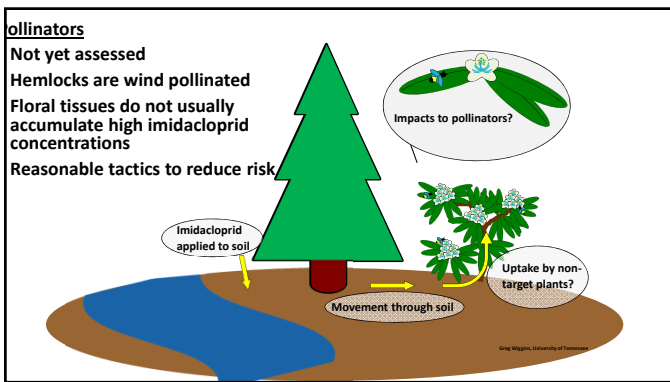 ollinators
Not yet assessed
Hemlocks are wind pollinated
Floral tissues do not usually
accumulate high imidacloprid
concentrations
Reasonable tactics to reduce risk
Impacts to pollinators?
Imidacloprid
applied to soil
Uptake by non-
target plants?
Movement through soil
Greg Wiggins, University of Tennessee